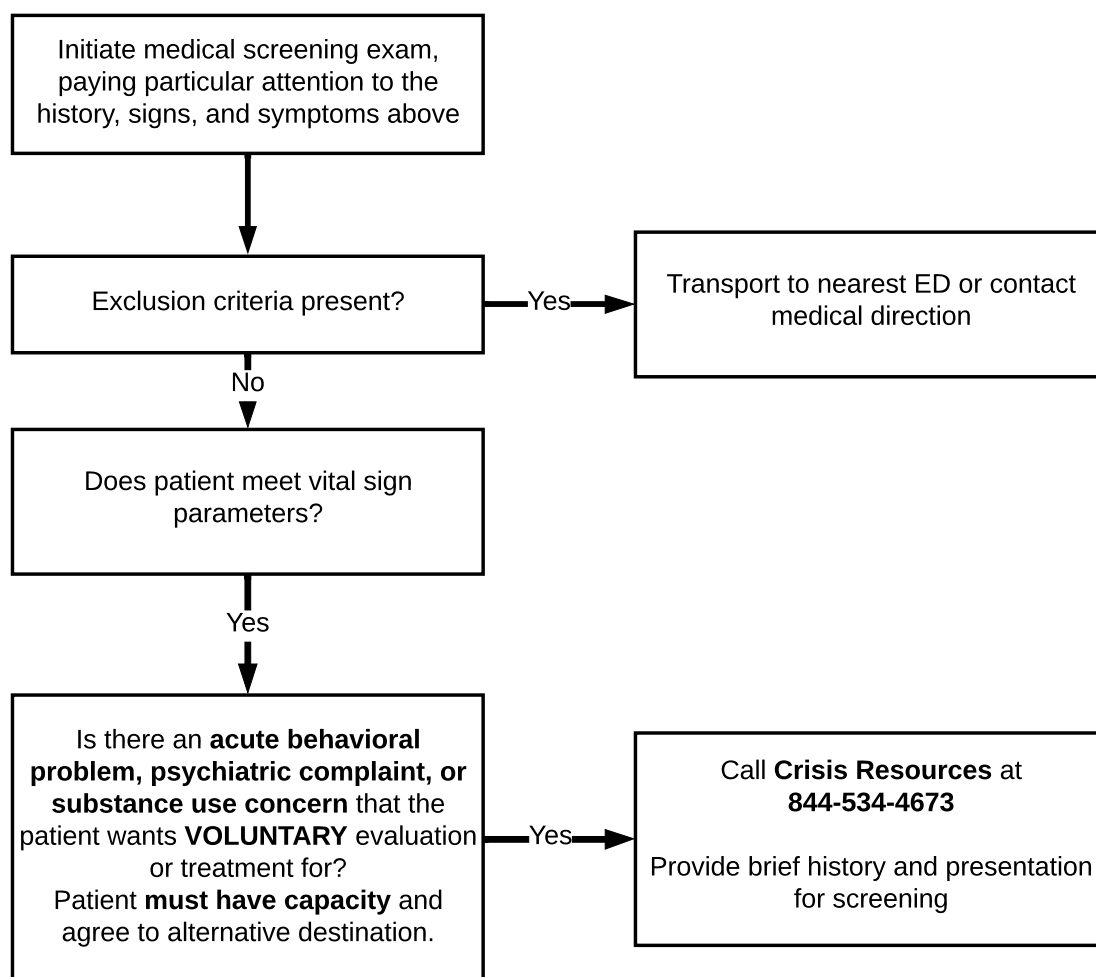 Initiate medical screening exam,
paying particular attention to the
history, signs, and symptoms above
Exclusion criteria present?
Yes
Transport to nearest ED or contact
medical direction
No
Does patient meet vital sign
parameters?
Yes
Is there an acute behavioral
problem, psychiatric complaint, or
substance use concern that the
patient wants VOLUNTARY evaluation
or treatment for?
Patient must have capacity and
agree to alternative destination.
Yes
Call Crisis Resources at
844-534-4673
Provide brief history and presentation
for screening